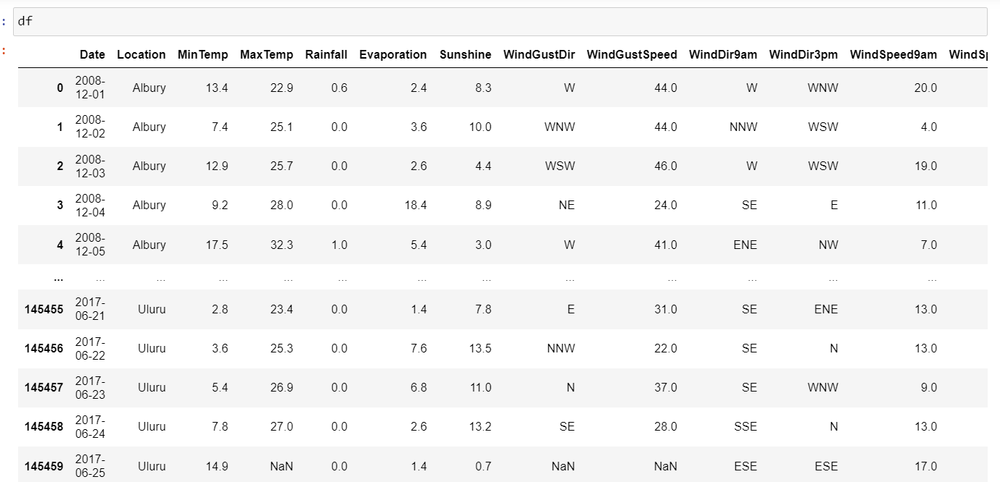 : df
:
Date Location MinTemp MaxTemp Rainfall Evaporation Sunshine WindGustDir WindGustSpeed WindDir9am WindDir3pm WindSpeed9am WindSp
0 2008-12-01 Albury 13.4 22.9 0.6 2.4 8.3 W 44.0 W WNW 20.0
1 2008-12-02 Albury 7.4 25.1 0.0 3.6 10.0 WNW 44.0 NNW WSW 4.0
2 2008-12-03 Albury 12.9 25.7 0.0 2.6 4.4 WSW 46.0 W WSW 19.0
3 2008-12-04 Albury 9.2 28.0 0.0 18.4 8.9 NE 24.0 SE E 11.0
4 2008-12-05 Albury 17.5 32.3 1.0 5.4 3.0 W 41.0 ENE NW 7.0
... ... ... ... ... ... ... ... ... ... ... ... ...
145455 2017-06-21 Uluru 2.8 23.4 0.0 1.4 7.8 E 31.0 SE ENE 13.0
145456 2017-06-22 Uluru 3.6 25.3 0.0 7.6 13.5 NNW 22.0 SE N 13.0
145457 2017-06-23 Uluru 5.4 26.9 0.0 6.8 11.0 N 37.0 SE WNW 9.0
145458 2017-06-24 Uluru 7.8 27.0 0.0 2.6 13.2 SE 28.0 SSE N 13.0
145459 2017-06-25 Uluru 14.9 NaN 0.0 1.4 0.7 NaN NaN ESE ESE 17.0